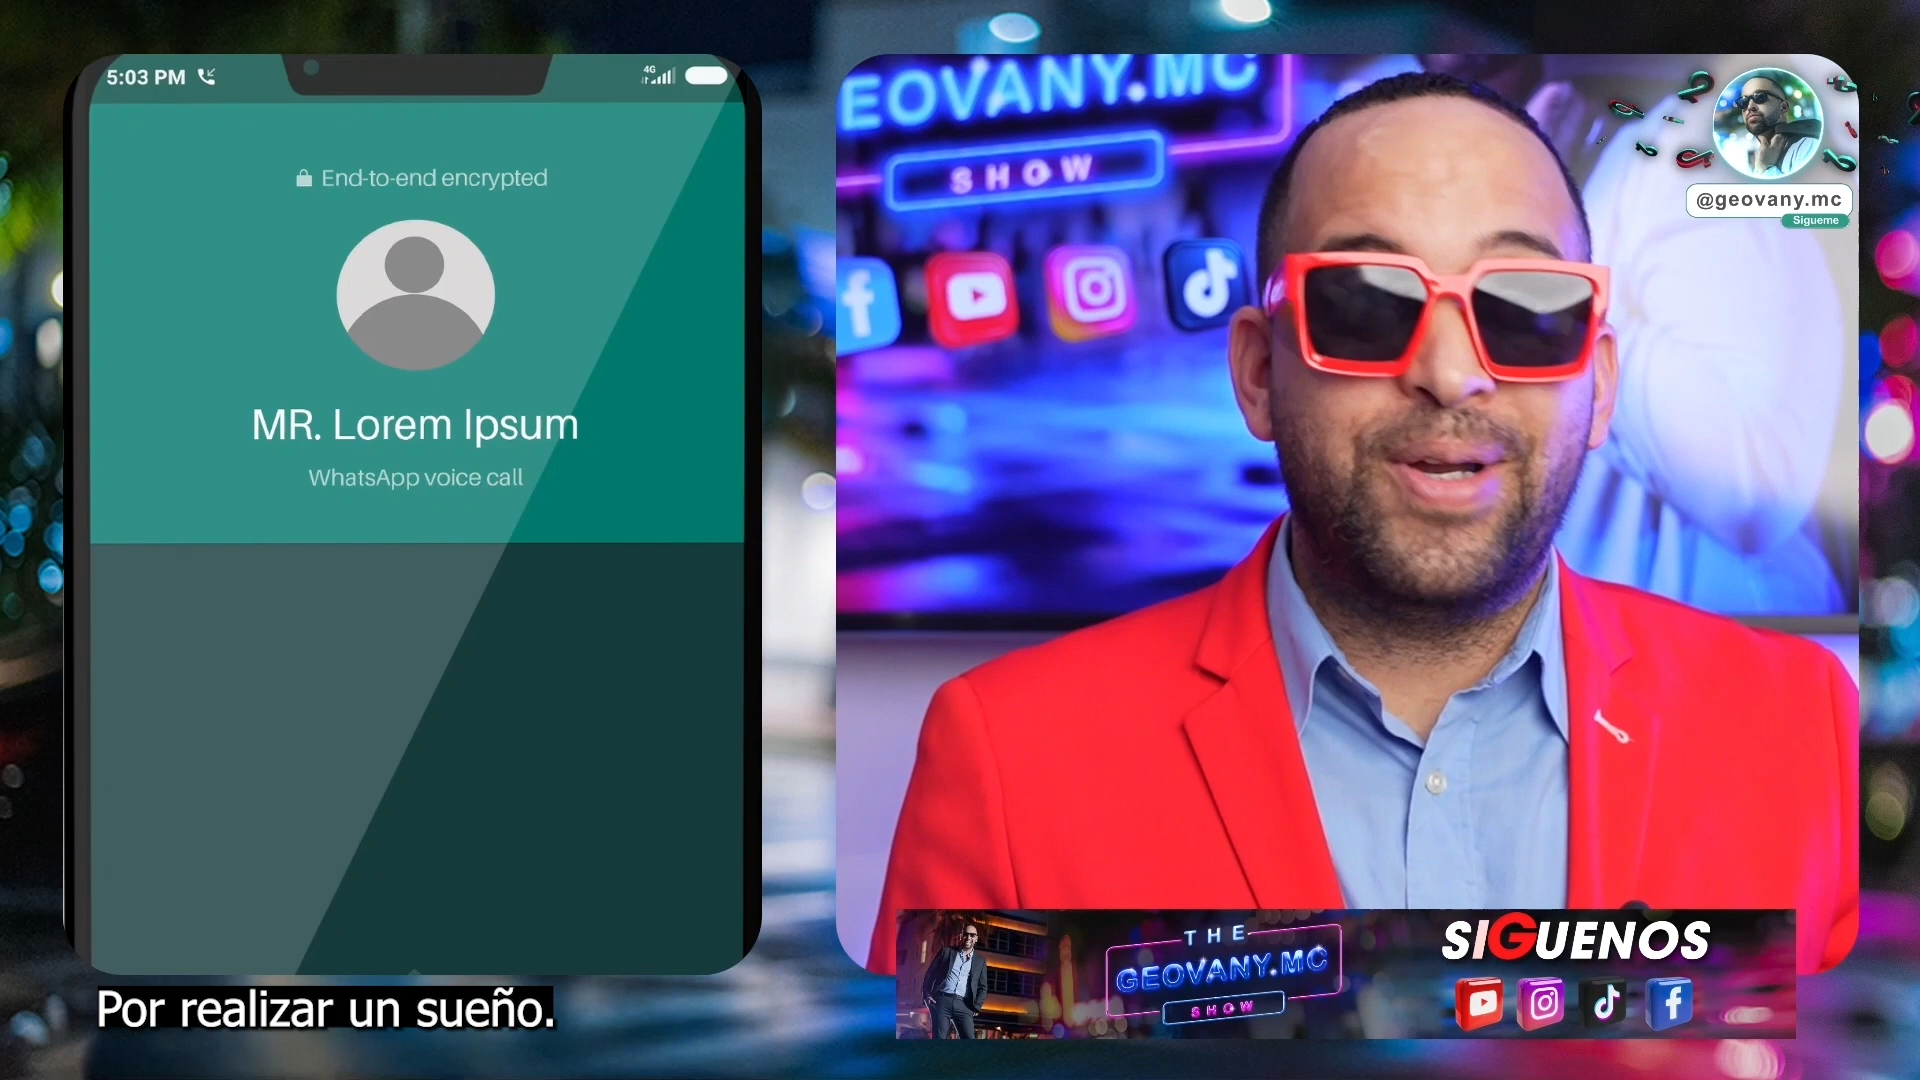 5:03 PM
4G
End-to-end encrypted
MR. Lorem Ipsum
WhatsApp voice call
EOVANY.MC
SHOW
@geovany.mc
Sigueme
THE
GEOVANY.MC
SHOW
SIGUENOS
Por realizar un sueño.